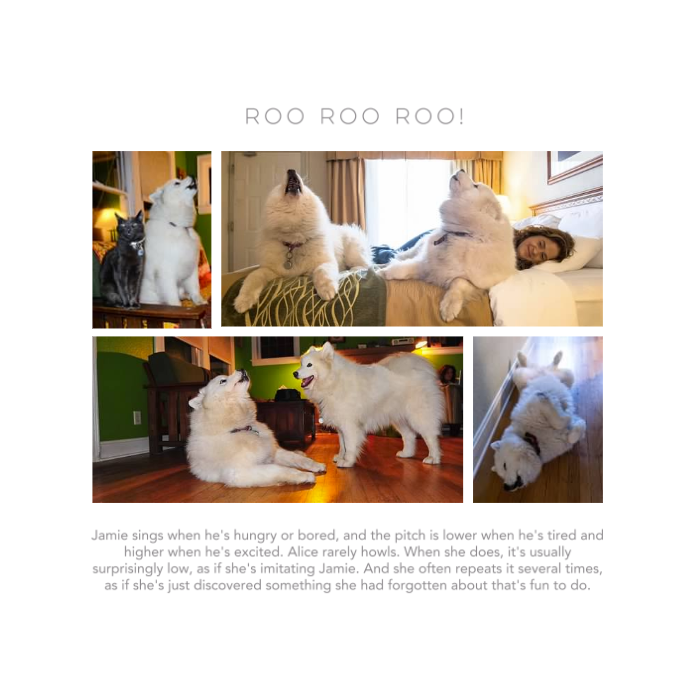 ROO ROO ROO!
Jamie sings when he's hungry or bored, and the pitch is lower when he's tired and
higher when he's excited. Alice rarely howls. When she does, it's usually
surprisingly low, as if she's imitating Jamie. And she often repeats it several times,
as if she's just discovered something she had forgotten about that's fun to do.